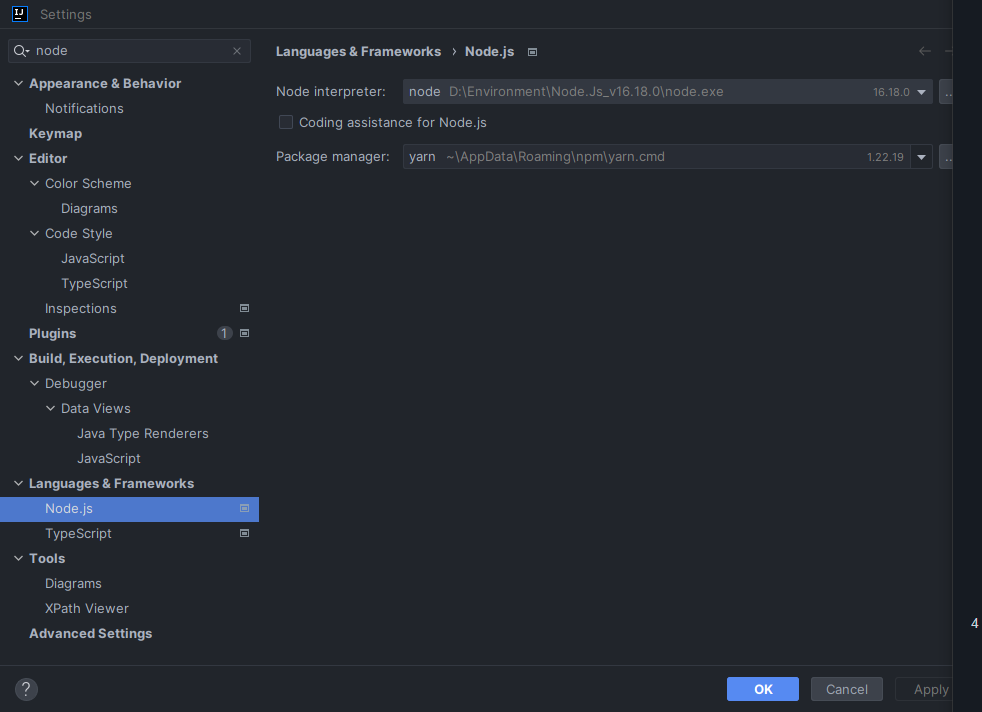 IJ Settings
node
Appearance & Behavior
Notifications
Keymap
Editor
Color Scheme
Diagrams
Code Style
JavaScript
TypeScript
Inspections
Plugins 1
Build, Execution, Deployment
Debugger
Data Views
Java Type Renderers
JavaScript
Languages & Frameworks
Node.js
TypeScript
Tools
Diagrams
XPath Viewer
Advanced Settings
Languages & Frameworks › Node.js
Node interpreter: node D:\Environment\Node.Js_v16.18.0\node.exe 16.18.0 ..
Coding assistance for Node.js
Package manager: yarn ~\AppData\Roaming\npm\yarn.cmd 1.22.19 ..
4
? OK Cancel Apply